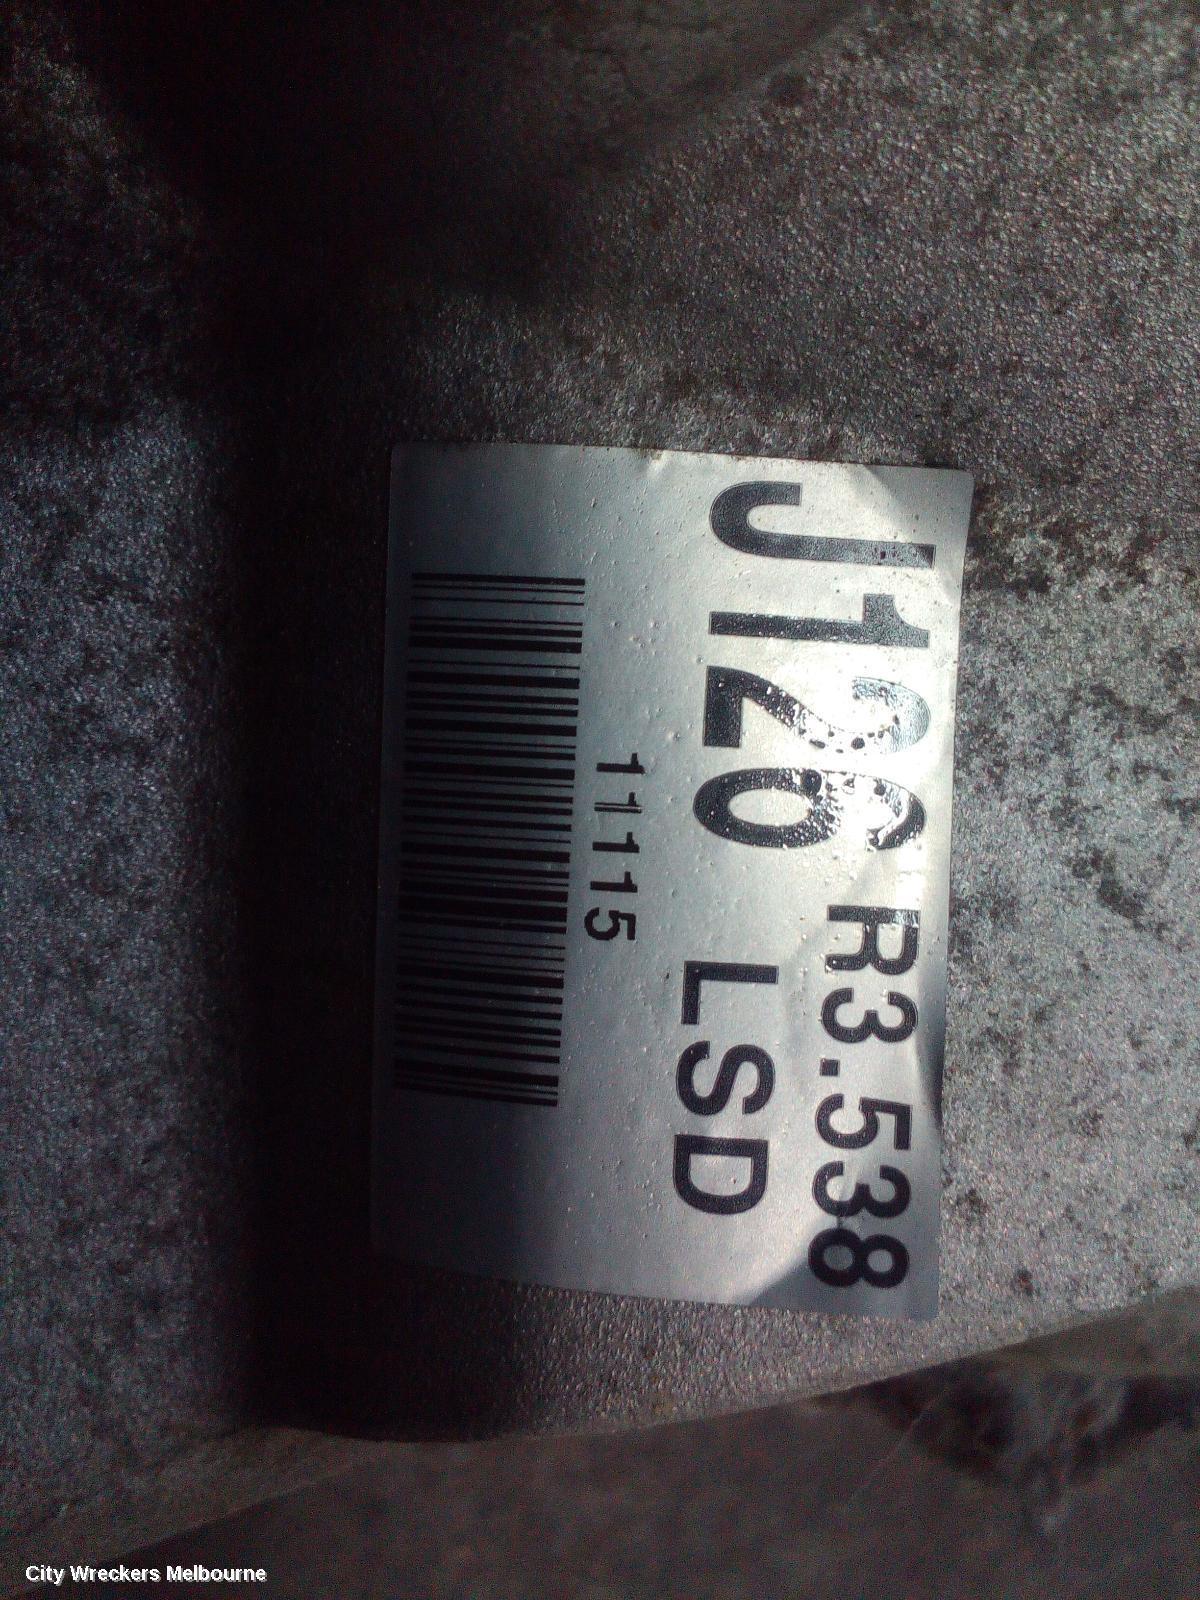 J126 R3.538
LSD
11115
City Wreckers Melbourne